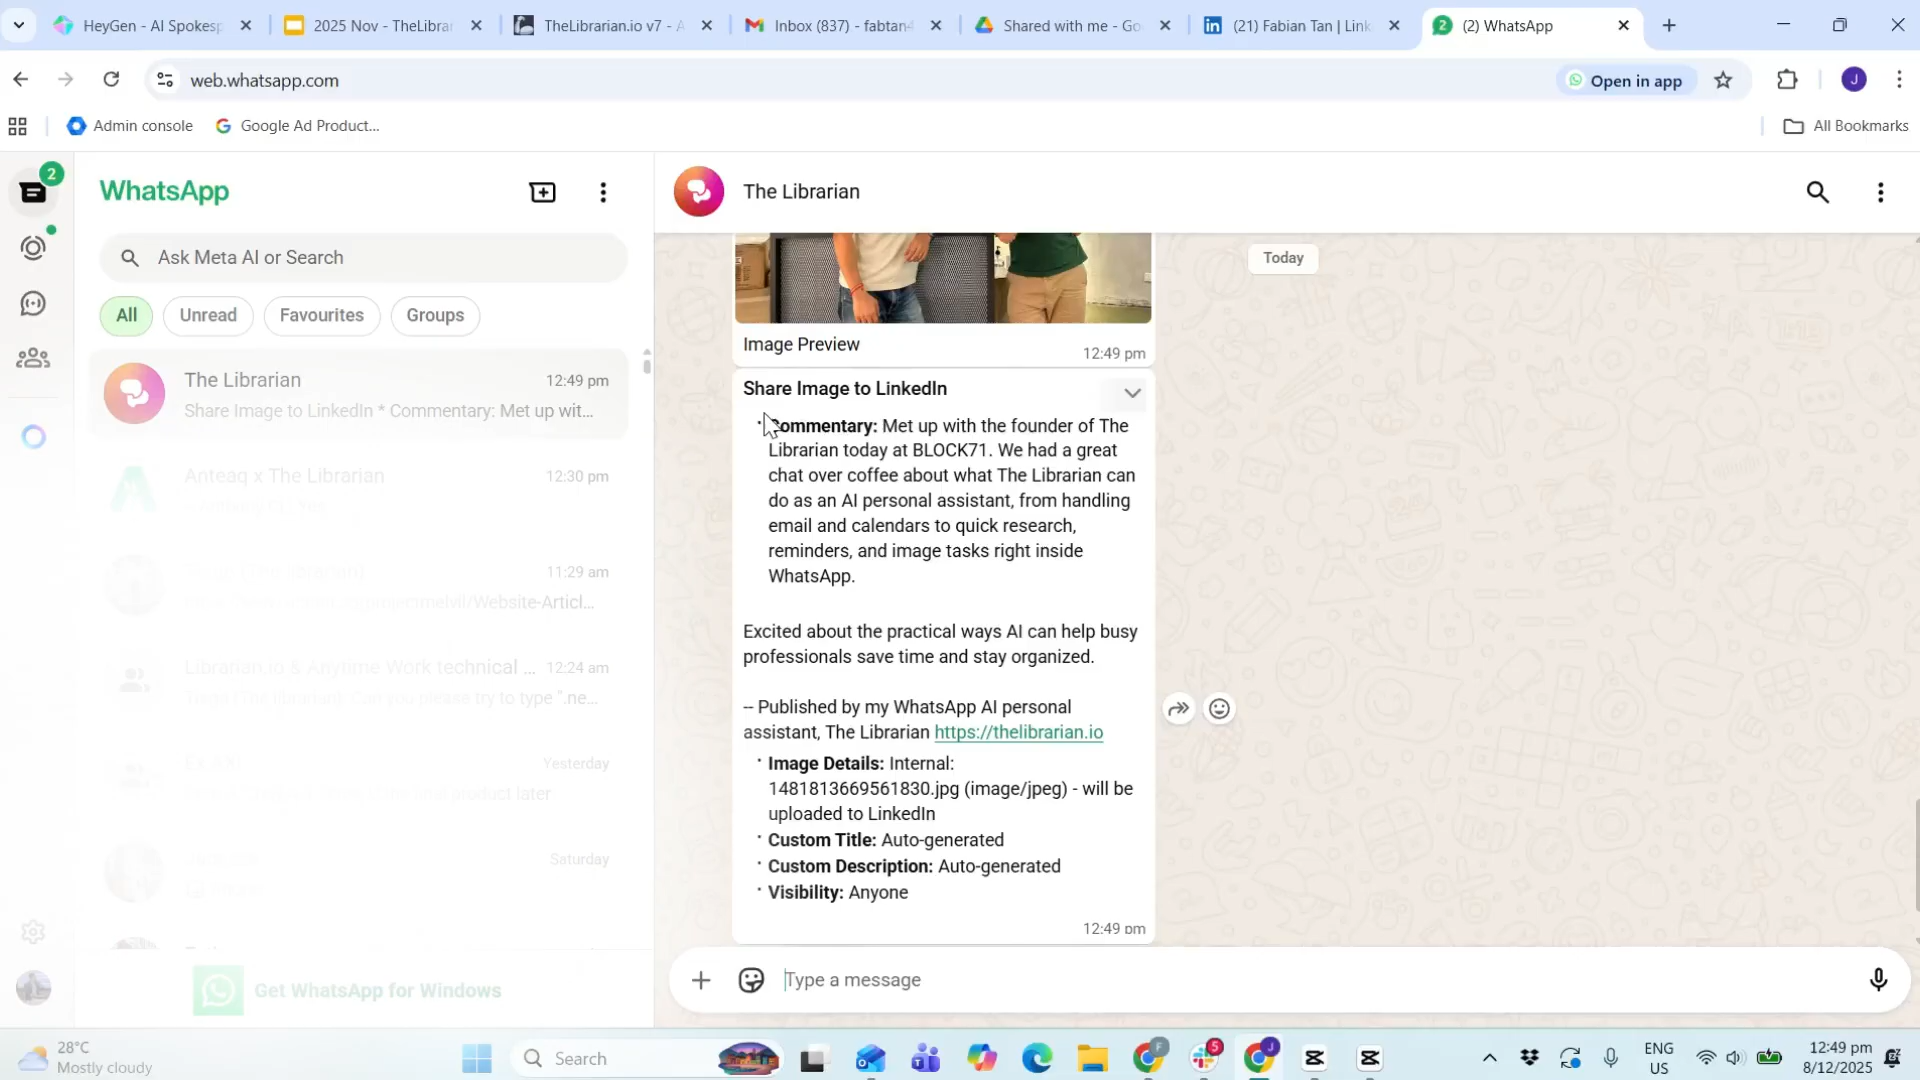 HeyGen - AI Spokesp
2025 Nov - TheLibrar
TheLibrarian.io v7 - A
Inbox (837) - fabtan4
Shared with me - Go
(21) Fabian Tan | Link
2
(2) WhatsApp
web.whatsapp.com
Open in app
J
Admin console
Google Ad Product...
All Bookmarks
2
WhatsApp
Ask Meta AI or Search
All
Unread
Favourites
Groups
The Librarian
12:49 pm
Share Image to LinkedIn * Commentary: Met up wit...
Anteaq x The Librarian
12:30 pm
11:29 am
/Website-Articl...
Librarian.io & Anytime Work technical ...
12:24 am
Yesterday
product later
Saturday
Get WhatsApp for Windows
The Librarian
Today
Image Preview
12:49 pm
Share Image to LinkedIn
· Commentary: Met up with the founder of The
Librarian today at BLOCK71. We had a great
chat over coffee about what The Librarian can
do as an AI personal assistant, from handling
email and calendars to quick research,
reminders, and image tasks right inside
WhatsApp.
Excited about the practical ways AI can help busy
professionals save time and stay organized.
-- Published by my WhatsApp AI personal
assistant, The Librarian https://thelibrarian.io
· Image Details: Internal:
1481813669561830.jpg (image/jpeg) - will be
uploaded to LinkedIn
· Custom Title: Auto-generated
· Custom Description: Auto-generated
· Visibility: Anyone
12:49 pm
Type a message
28°C
Mostly cloudy
Search
F
5
J
ENG
US
12:49 pm
8/12/2025